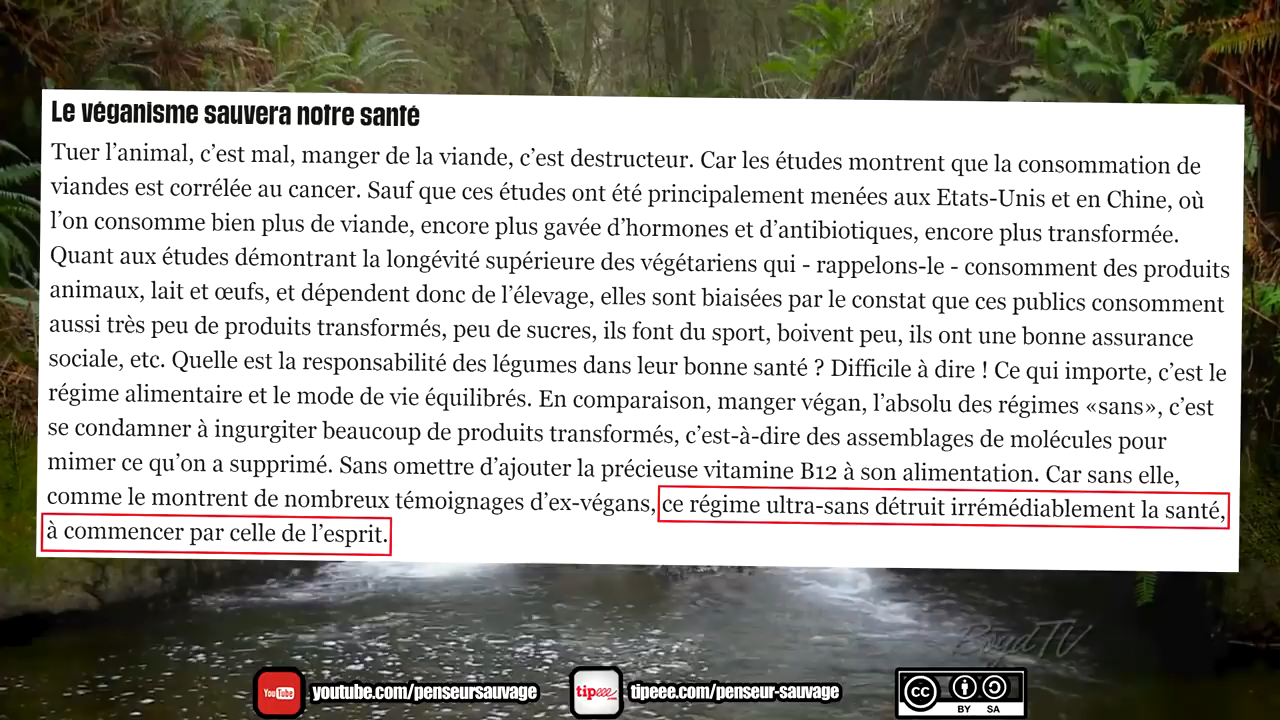 Le véganisme sauvera notre santé
Tuer l’animal, c’est mal, manger de la viande, c’est destructeur. Car les études montrent que la consommation de
viandes est corrélée au cancer. Sauf que ces études ont été principalement menées aux Etats-Unis et en Chine, où
l’on consomme bien plus de viande, encore plus gavée d’hormones et d’antibiotiques, encore plus transformée.
Quant aux études démontrant la longévité supérieure des végétariens qui - rappelons-le - consomment des produits
animaux, lait et œufs, et dépendent donc de l’élevage, elles sont biaisées par le constat que ces publics consomment
aussi très peu de produits transformés, peu de sucres, ils font du sport, boivent peu, ils ont une bonne assurance
sociale, etc. Quelle est la responsabilité des légumes dans leur bonne santé ? Difficile à dire ! Ce qui importe, c’est le
régime alimentaire et le mode de vie équilibrés. En comparaison, manger végan, l’absolu des régimes «sans», c’est
se condamner à ingurgiter beaucoup de produits transformés, c’est-à-dire des assemblages de molécules pour
mimer ce qu’on a supprimé. Sans omettre d’ajouter la précieuse vitamine B12 à son alimentation. Car sans elle,
comme le montrent de nombreux témoignages d’ex-végans, ce régime ultra-sans détruit irrémédiablement la santé,
à commencer par celle de l’esprit.
BoydTV
YouTube youtube.com/penseursauvage
tipeee tipeee.com/penseur-sauvage
cc BY SA